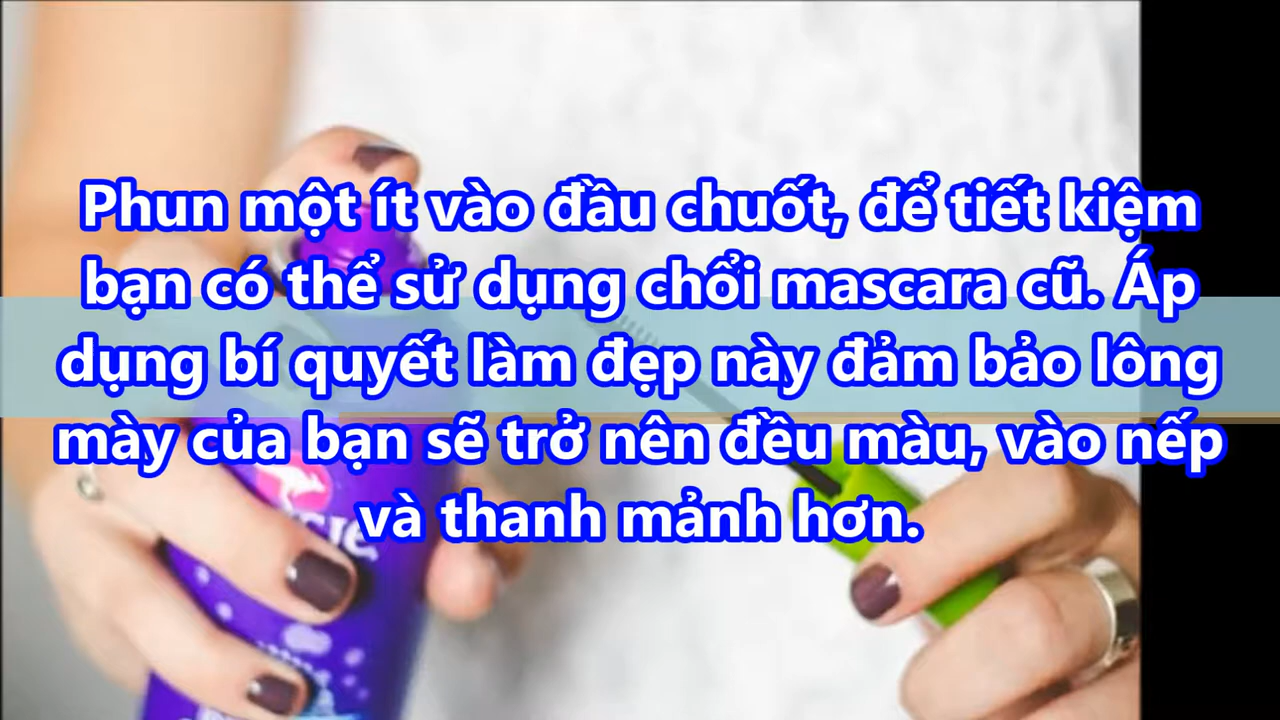 Phun một ít vào đầu chuốt, để tiết kiệm
bạn có thể sử dụng chổi mascara cũ. Áp
dụng bí quyết làm đẹp này đảm bảo lông
mày của bạn sẽ trở nên đều màu, vào nếp
và thanh mảnh hơn.